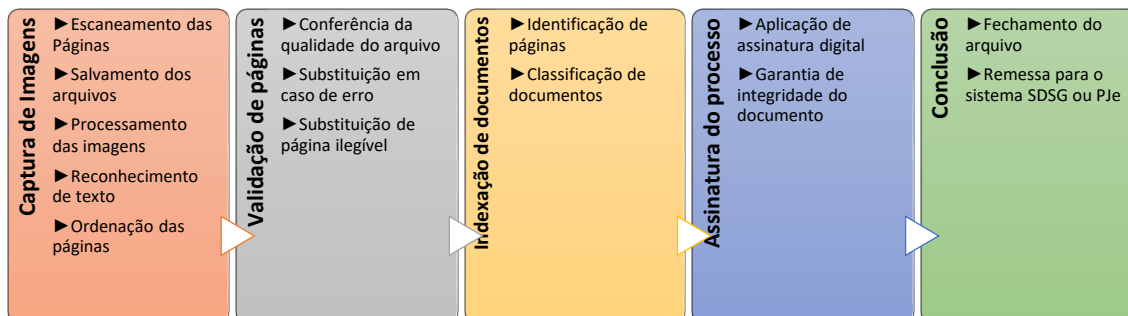 Captura de Imagens
►Escaneamento das
Páginas
►Salvamento dos
arquivos
►Processamento
das imagens
►Reconhecimento
de texto
►Ordenação das
páginas
Validação de páginas
►Conferência da
qualidade do arquivo
►Substituição em
caso de erro
►Substituição de
página ilegível
Indexação de documentos
►Identificação de
páginas
►Classificação de
documentos
Assinatura do processo
►Aplicação de
assinatura digital
►Garantia de
integridade do
documento
Conclusão
►Fechamento do
arquivo
►Remessa para o
sistema SDSG ou PJe